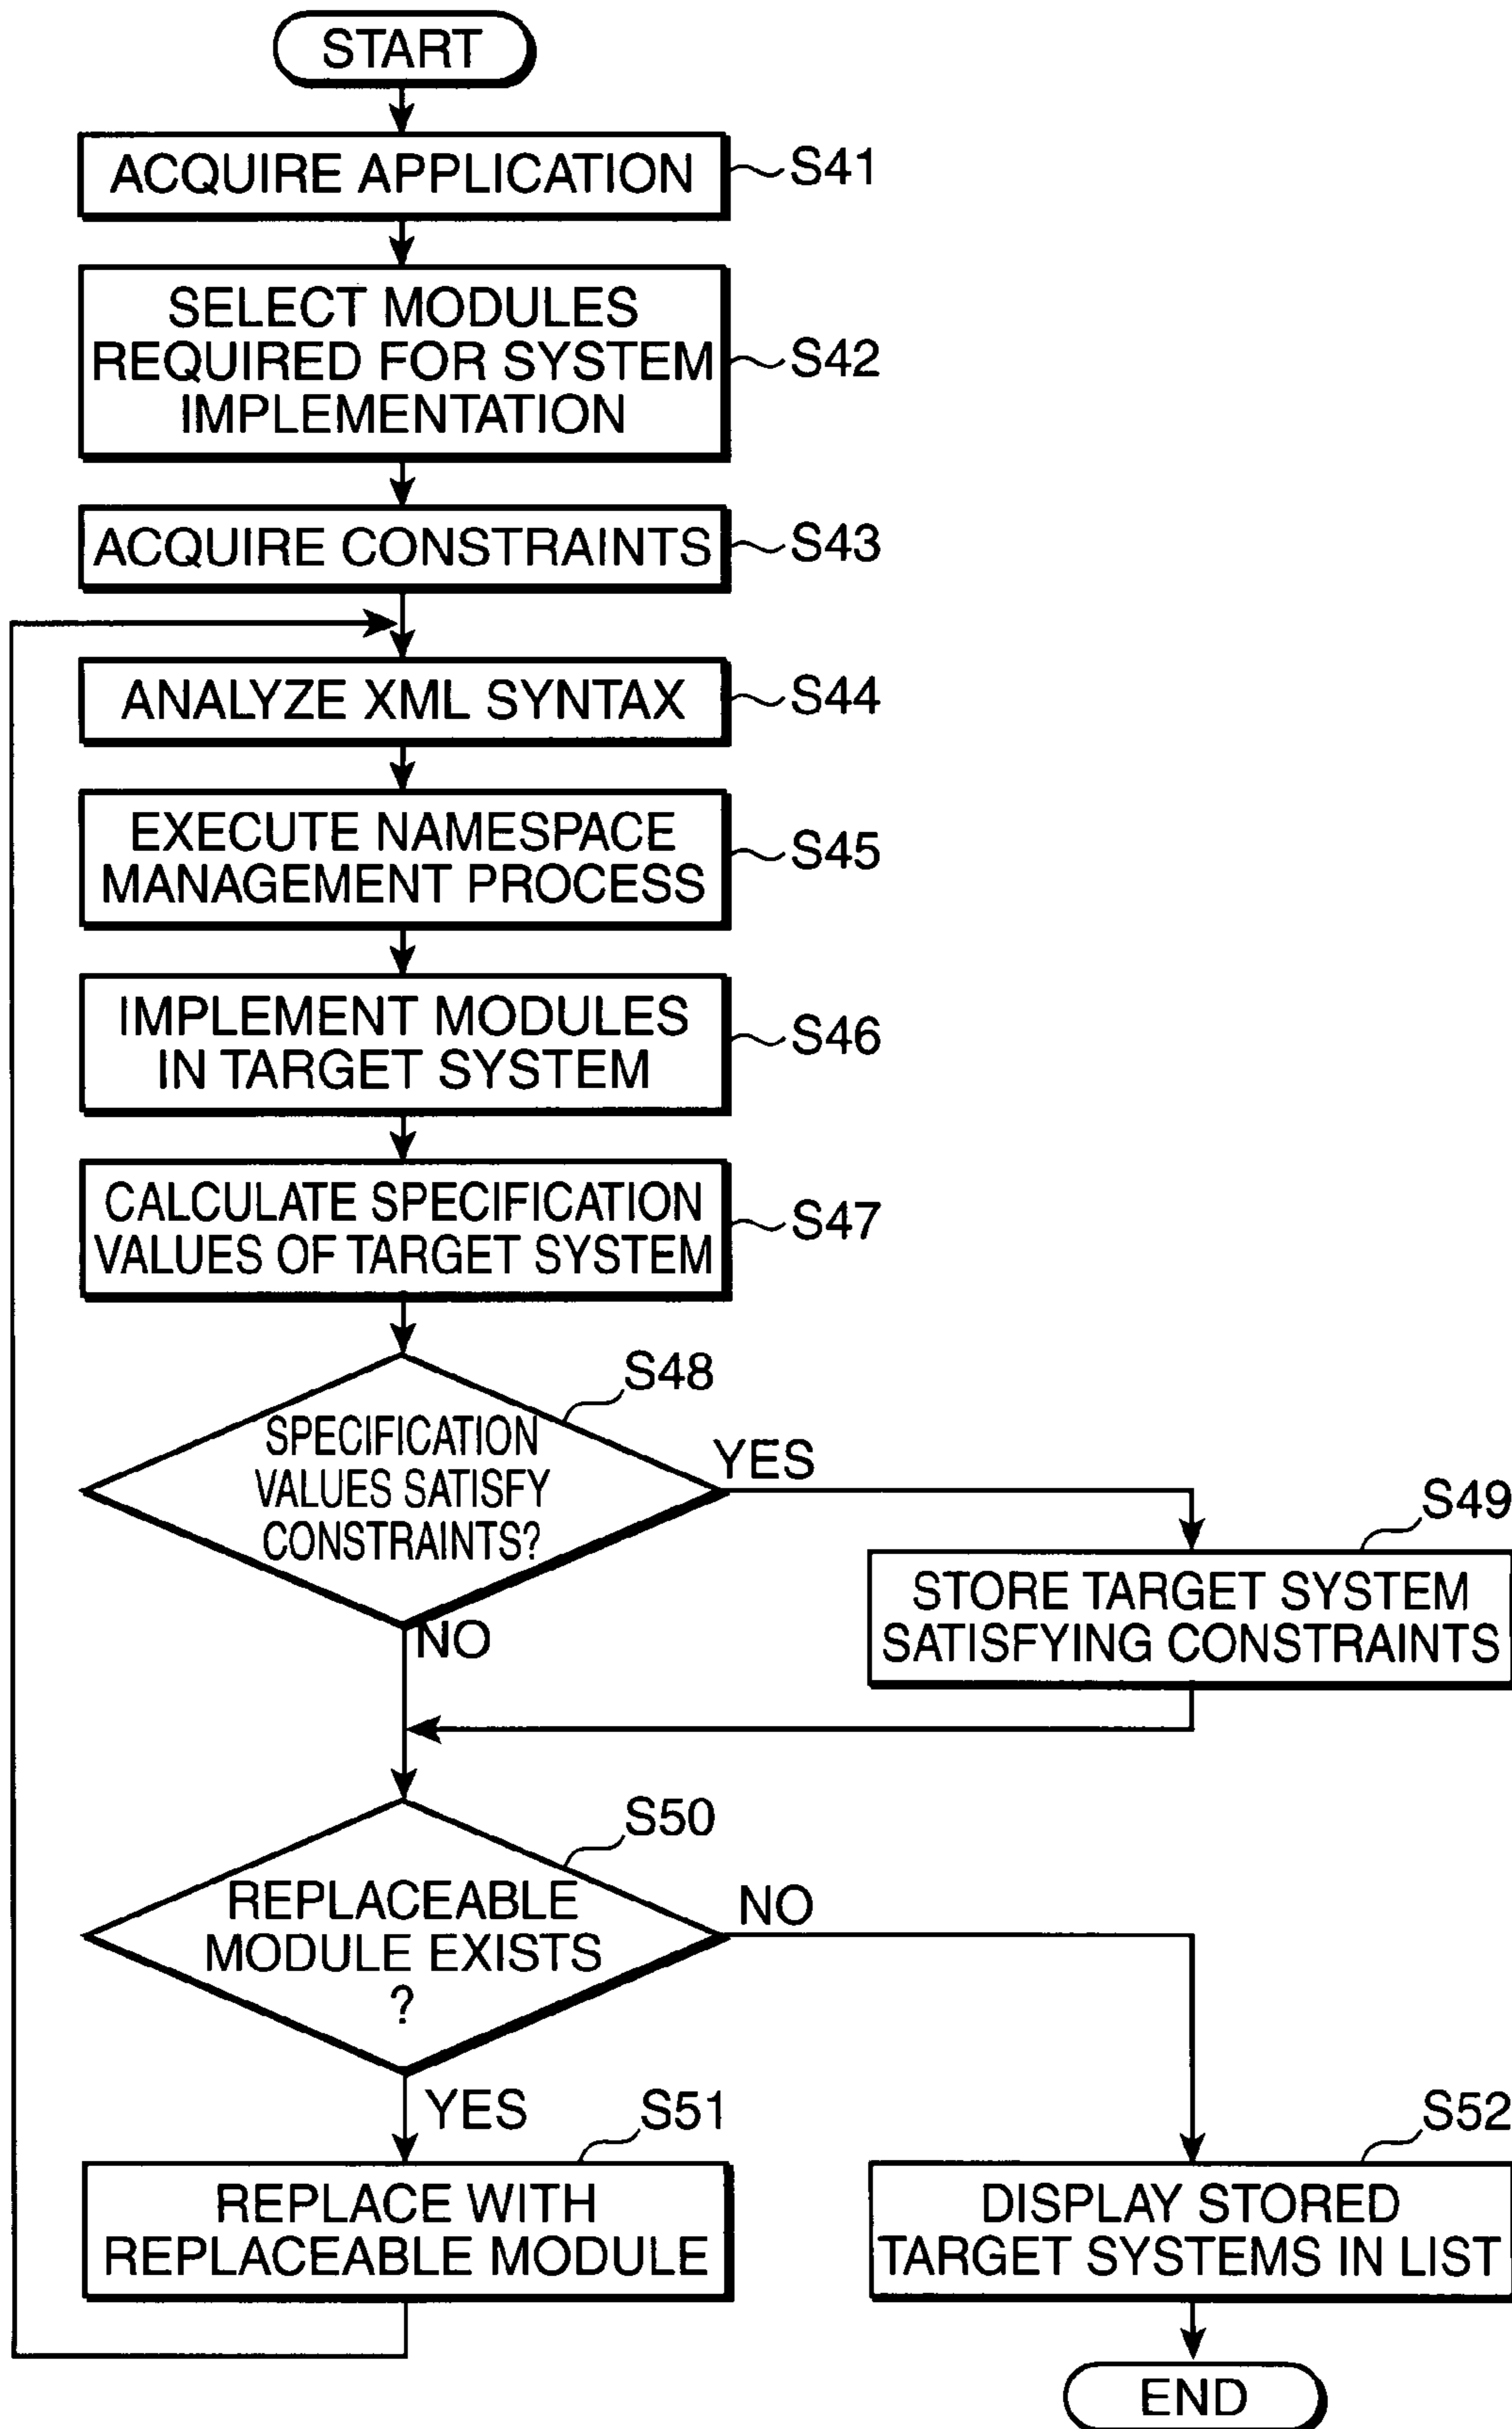 START
ACQUIRE APPLICATION
S41
SELECT MODULES
REQUIRED FOR SYSTEM
IMPLEMENTATION
S42
ACQUIRE CONSTRAINTS
S43
ANALYZE XML SYNTAX
S44
EXECUTE NAMESPACE
MANAGEMENT PROCESS
S45
IMPLEMENT MODULES
IN TARGET SYSTEM
S46
CALCULATE SPECIFICATION
VALUES OF TARGET SYSTEM
S47
S48
SPECIFICATION
VALUES SATISFY
CONSTRAINTS?
YES
NO
S49
STORE TARGET SYSTEM
SATISFYING CONSTRAINTS
S50
REPLACEABLE
MODULE EXISTS
?
NO
YES
S51
REPLACE WITH
REPLACEABLE MODULE
S52
DISPLAY STORED
TARGET SYSTEMS IN LIST
END